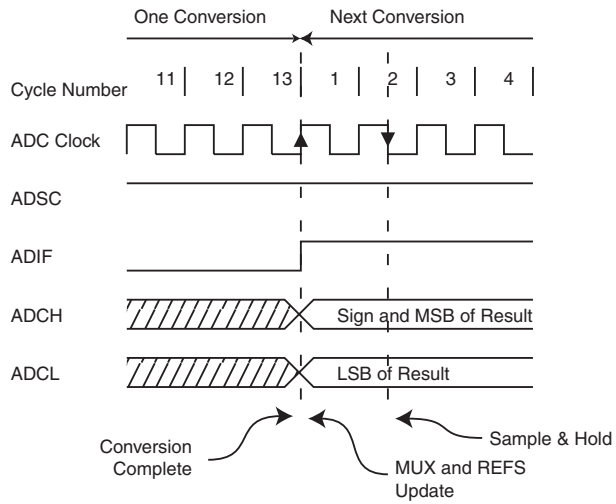 One Conversion Next Conversion
Cycle Number 11 12 13 1 2 3 4
ADC Clock
ADSC
ADIF
ADCH Sign and MSB of Result
ADCL LSB of Result
Conversion
Complete
MUX and REFS
Update
Sample & Hold